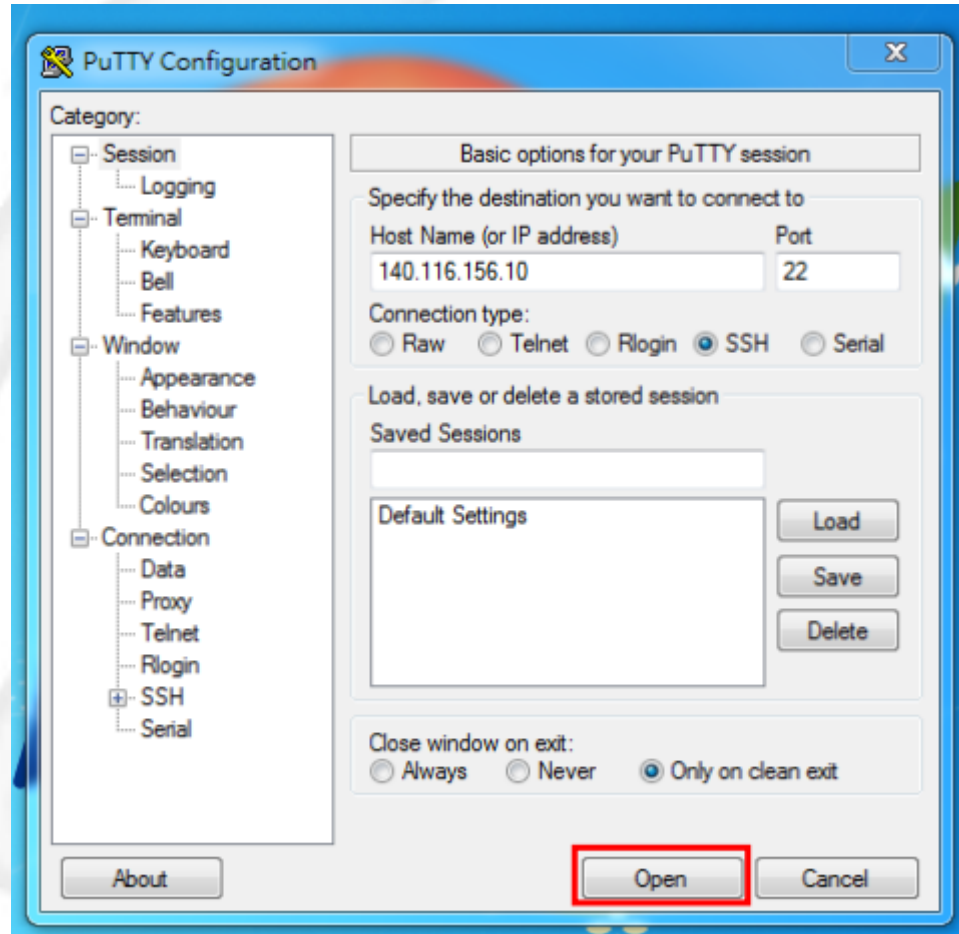 PuTTY Configuration
Category:
Session
Logging
Terminal
Keyboard
Bell
Features
Window
Appearance
Behaviour
Translation
Selection
Colours
Connection
Data
Proxy
Telnet
Rlogin
SSH
Serial
Basic options for your PuTTY session
Specify the destination you want to connect to
Host Name (or IP address) Port
140.116.156.10 22
Connection type:
Raw Telnet Rlogin SSH Serial
Load, save or delete a stored session
Saved Sessions
Default Settings
Load
Save
Delete
Close window on exit:
Always Never Only on clean exit
About Open Cancel